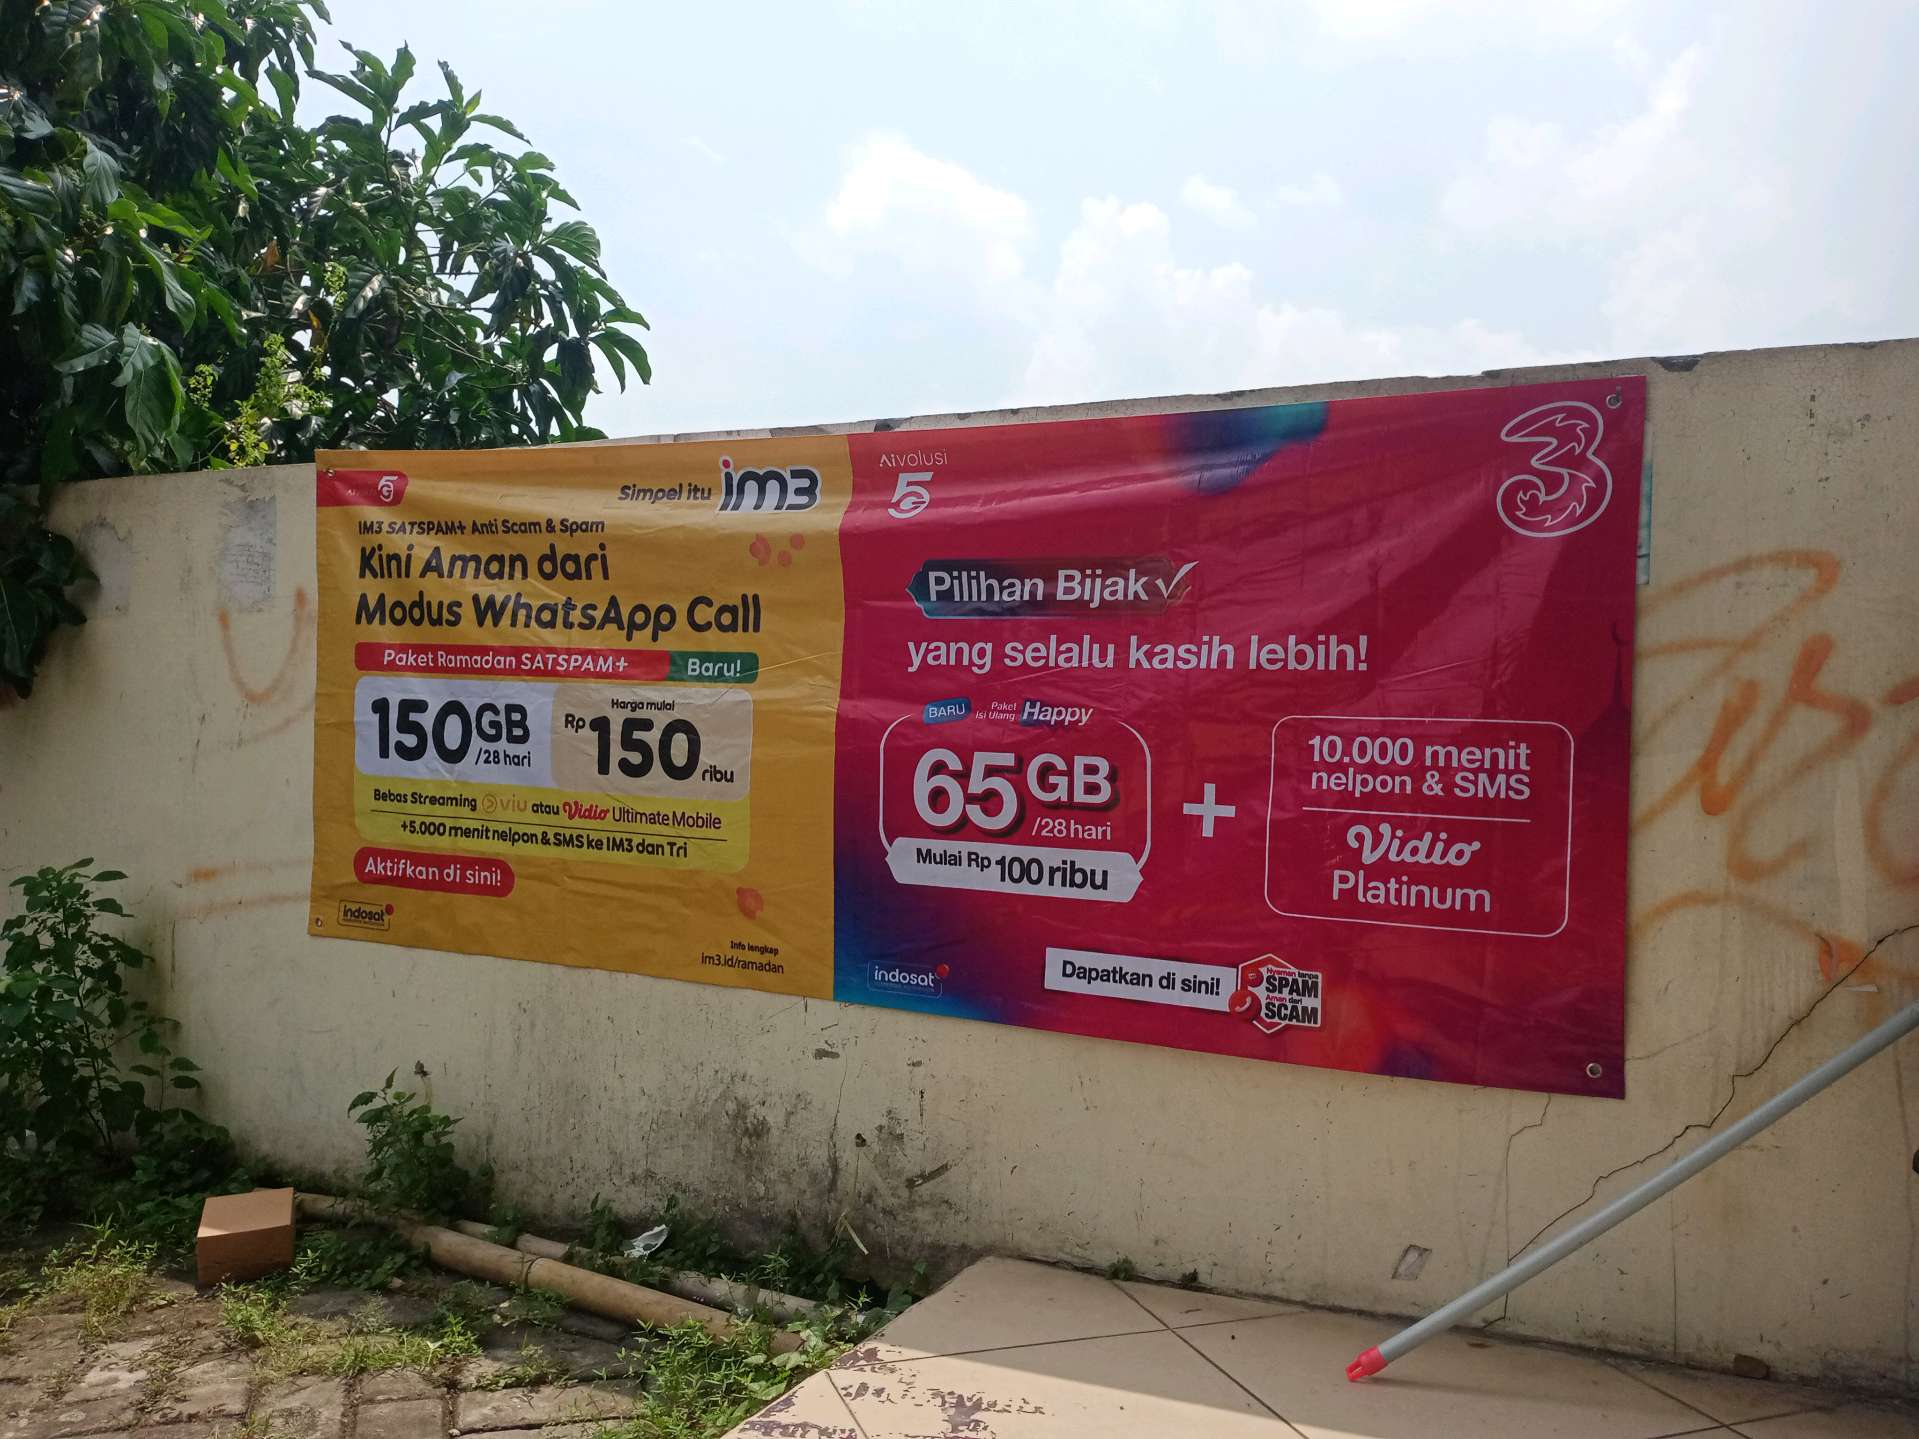 5G
Simpel itu im3
IM3 SATSPAM+ Anti Scam & Spam
Kini Aman dari
Modus WhatsApp Call
Paket Ramadan SATSPAM+ Baru!
150GB
/28 hari
Harga mulai
Rp 150 ribu
Bebas Streaming viu atau Vidio Ultimate Mobile
+5.000 menit nelpon & SMS ke IM3 dan Tri
Aktifkan di sini!
indosat
Info lengkap
im3.id/ramadan
AIvolusi
5G
3
Pilihan Bijak
yang selalu kasih lebih!
BARU Paket Isi Ulang Happy
65GB
/28 hari
Mulai Rp 100 ribu
+
10.000 menit
nelpon & SMS
Vidio
Platinum
indosat
Dapatkan di sini!
Nyaman tanpa
SPAM
Aman dari
SCAM